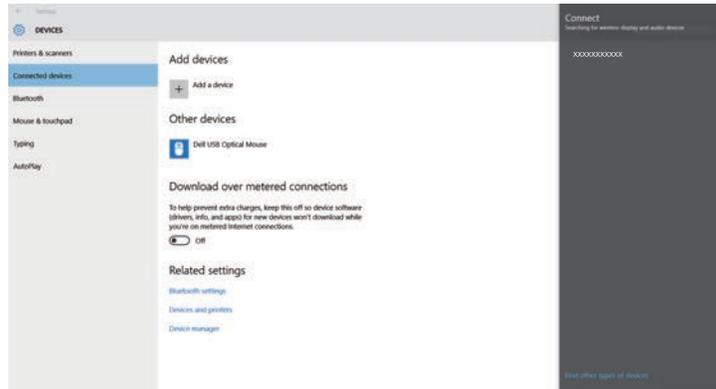 Settings
DEVICES
Printers & scanners
Connected devices
Bluetooth
Mouse & touchpad
Typing
AutoPlay
Add devices
Add a device
Other devices
Dell USB Optical Mouse
Download over metered connections
To help prevent extra charges, keep this off so device software
(drivers, info, and apps) for new devices won't download while
you're on metered Internet connections.
Off
Related settings
Bluetooth settings
Devices and printers
Device manager
Connect
Searching for wireless display and audio devices
xxxxxxxxxxx
Find other types of devices